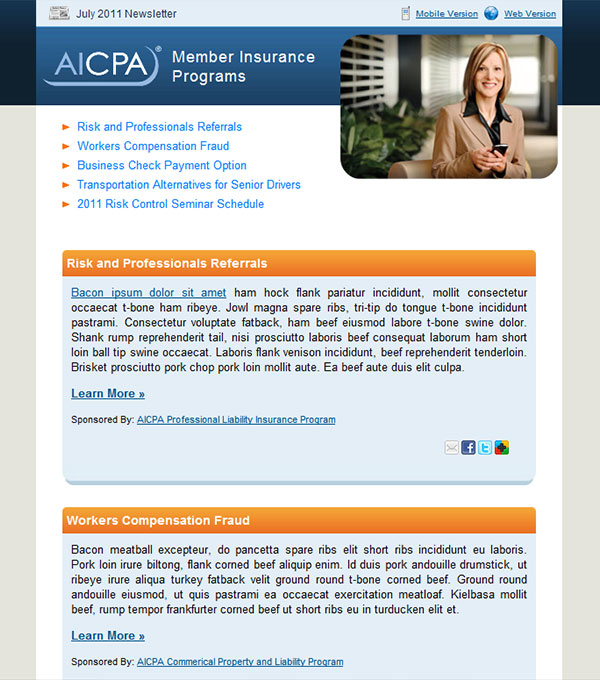 July 2011 Newsletter
Mobile Version Web Version
AICPA®
Member Insurance
Programs
Risk and Professionals Referrals
Workers Compensation Fraud
Business Check Payment Option
Transportation Alternatives for Senior Drivers
2011 Risk Control Seminar Schedule
Risk and Professionals Referrals
Bacon ipsum dolor sit amet ham hock flank pariatur incididunt, mollit consectetur
occaecat t-bone ham ribeye. Jowl magna spare ribs, tri-tip do tongue t-bone incididunt
pastrami. Consectetur voluptate fatback, ham beef eiusmod labore t-bone swine dolor.
Shank rump reprehenderit tail, nisi prosciutto laboris beef consequat laborum ham short
loin ball tip swine occaecat. Laboris flank venison incididunt, beef reprehenderit tenderloin.
Brisket prosciutto pork chop pork loin mollit aute. Ea beef aute duis elit culpa.
Learn More »
Sponsored By: AICPA Professional Liability Insurance Program
Workers Compensation Fraud
Bacon meatball excepteur, do pancetta spare ribs elit short ribs incididunt eu laboris.
Pork loin irure biltong, flank corned beef aliquip enim. Id duis pork andouille drumstick, ut
ribeye irure aliqua turkey fatback velit ground round t-bone corned beef. Ground round
andouille eiusmod, ut quis pastrami ea occaecat exercitation meatloaf. Kielbasa mollit
beef, rump tempor frankfurter corned beef ut short ribs eu in turducken elit et.
Learn More »
Sponsored By: AICPA Commerical Property and Liability Program